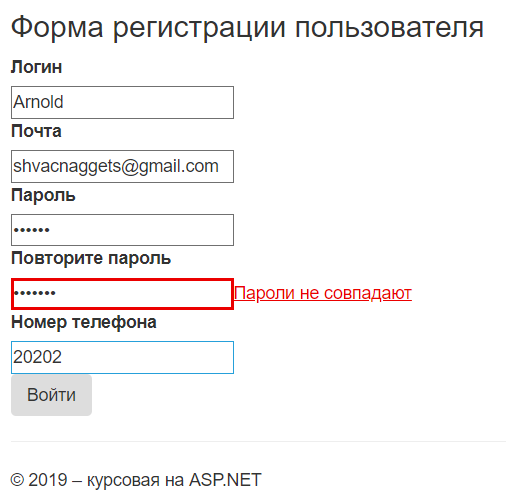 Форма регистрации пользователя
Логин
Arnold
Почта
shvacnaggets@gmail.com
Пароль
••••••
Повторите пароль
••••••• Пароли не совпадают
Номер телефона
20202
Войти
© 2019 – курсовая на ASP.NET